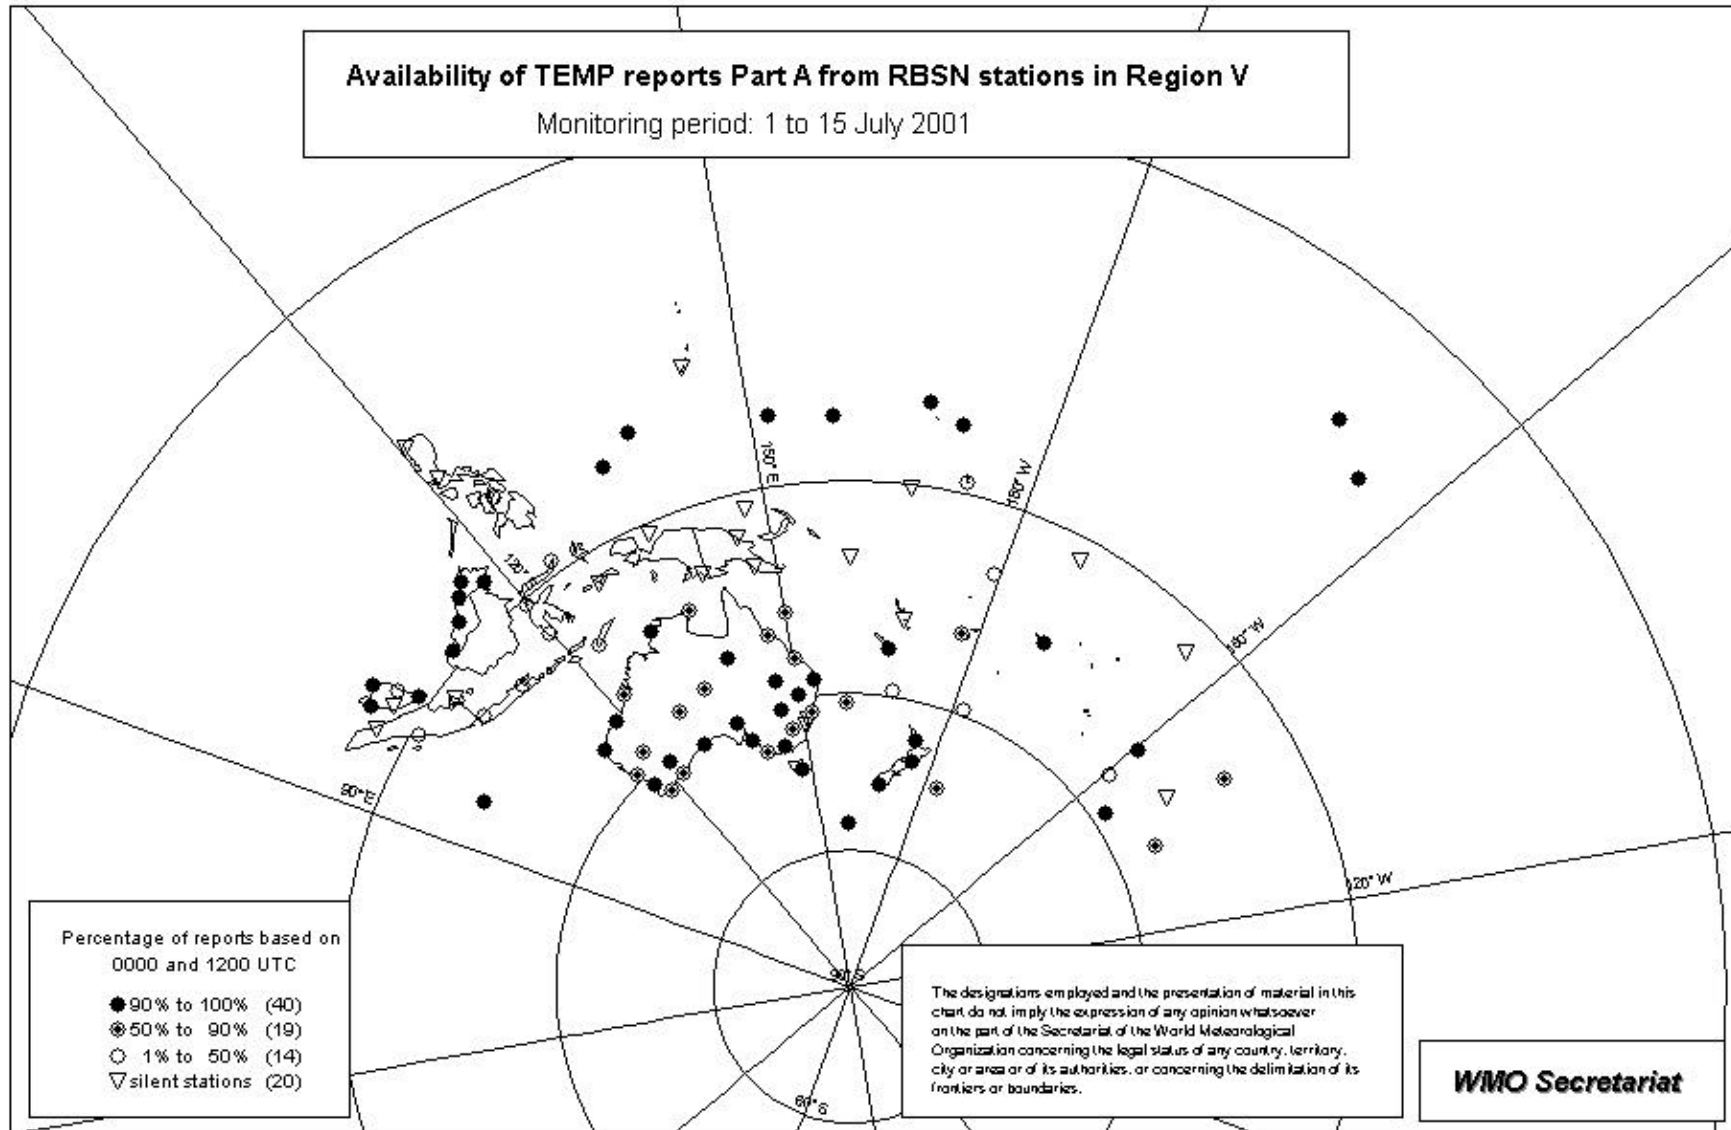 Availability of TEMP reports Part A from RBSN stations in Region V
Monitoring period: 1 to 15 July 2001
150° E
180° W
120°
160° W
90° E
120° W
90° S
60° S
Percentage of reports based on
0000 and 1200 UTC
90% to 100% (40)
50% to 90% (19)
1% to 50% (14)
silent stations (20)
The designations employed and the presentation of material in this
chart do not imply the expression of any opinion whatsoever
on the part of the Secretariat of the World Meteorological
Organization concerning the legal status of any country, territory,
city or area or of its authorities, or concerning the delimitation of its
frontiers or boundaries.
WMO Secretariat